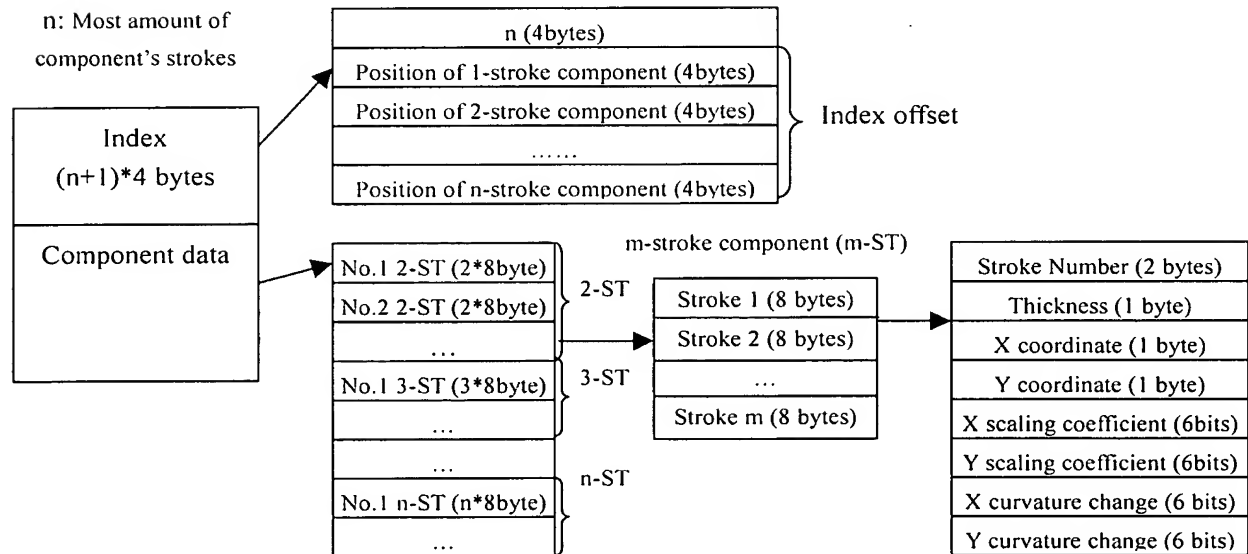 n: Most amount of
component's strokes
Index
(n+1)*4 bytes
Component data
n (4bytes)
Position of 1-stroke component (4bytes)
Position of 2-stroke component (4bytes)
......
Position of n-stroke component (4bytes)
Index offset
No.1 2-ST (2*8byte)
No.2 2-ST (2*8byte)
...
No.1 3-ST (3*8byte)
...
...
No.1 n-ST (n*8byte)
...
2-ST
3-ST
n-ST
m-stroke component (m-ST)
Stroke 1 (8 bytes)
Stroke 2 (8 bytes)
...
Stroke m (8 bytes)
Stroke Number (2 bytes)
Thickness (1 byte)
X coordinate (1 byte)
Y coordinate (1 byte)
X scaling coefficient (6bits)
Y scaling coefficient (6bits)
X curvature change (6 bits)
Y curvature change (6 bits)